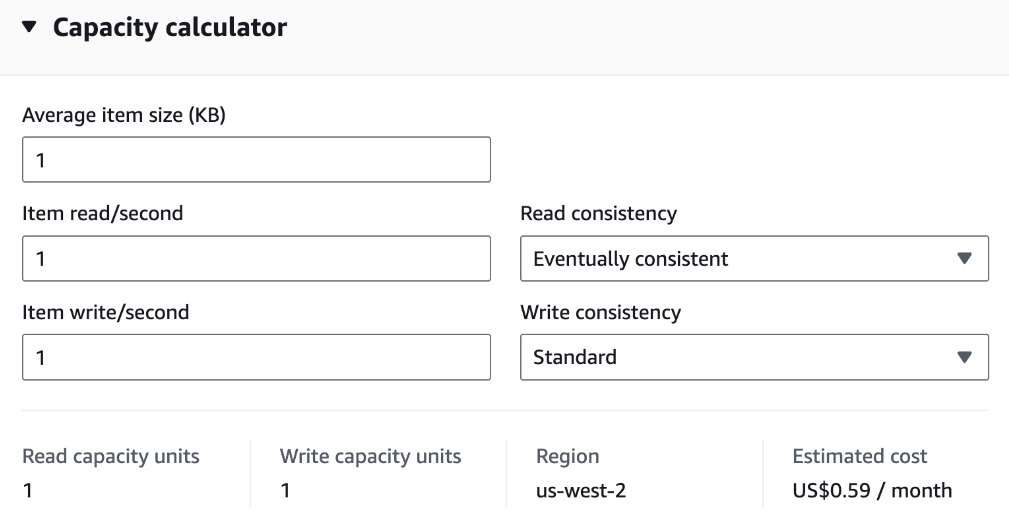 Capacity calculator
Average item size (KB)
1
Item read/second
Read consistency
1
Eventually consistent
Item write/second
Write consistency
1
Standard
Read capacity units
Write capacity units
Region
Estimated cost
1
1
us-west-2
US$0.59 / month